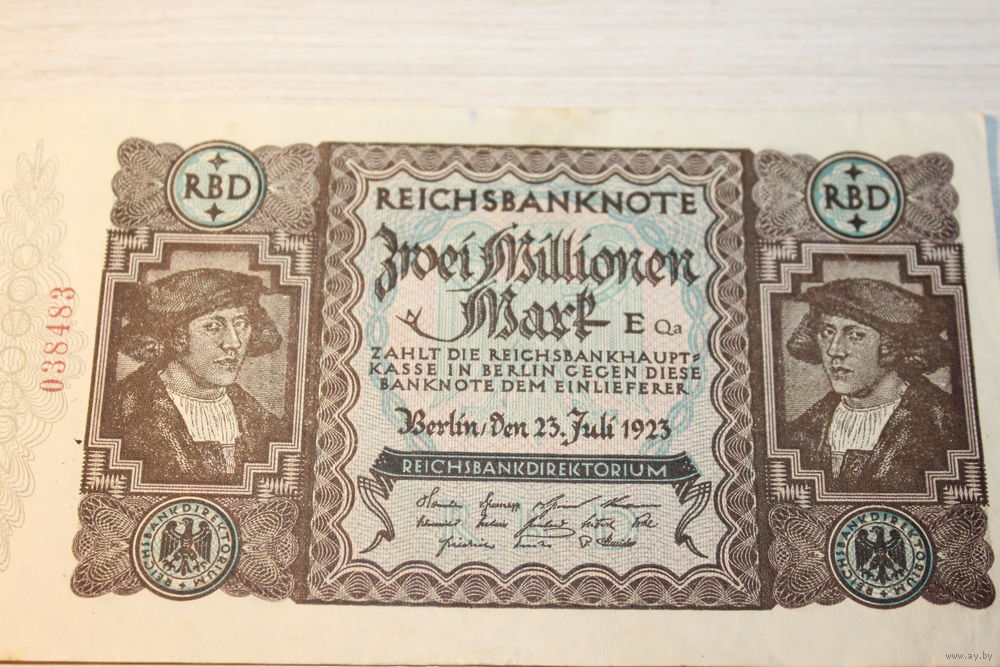 RBD
RBD
REICHSBANKNOTE
Zwei Millionen
Mark E Qa
ZAHLT DIE REICHSBANKHAUPT=
KASSE IN BERLIN GEGEN DIESE
BANKNOTE DEM EINLIEFERER
Berlin, den 23. Juli 1923
REICHSBANKDIREKTORIUM
REICHSBANKDIREKTORIUM
REICHSBANKDIREKTORIUM
038483
www.ay.by